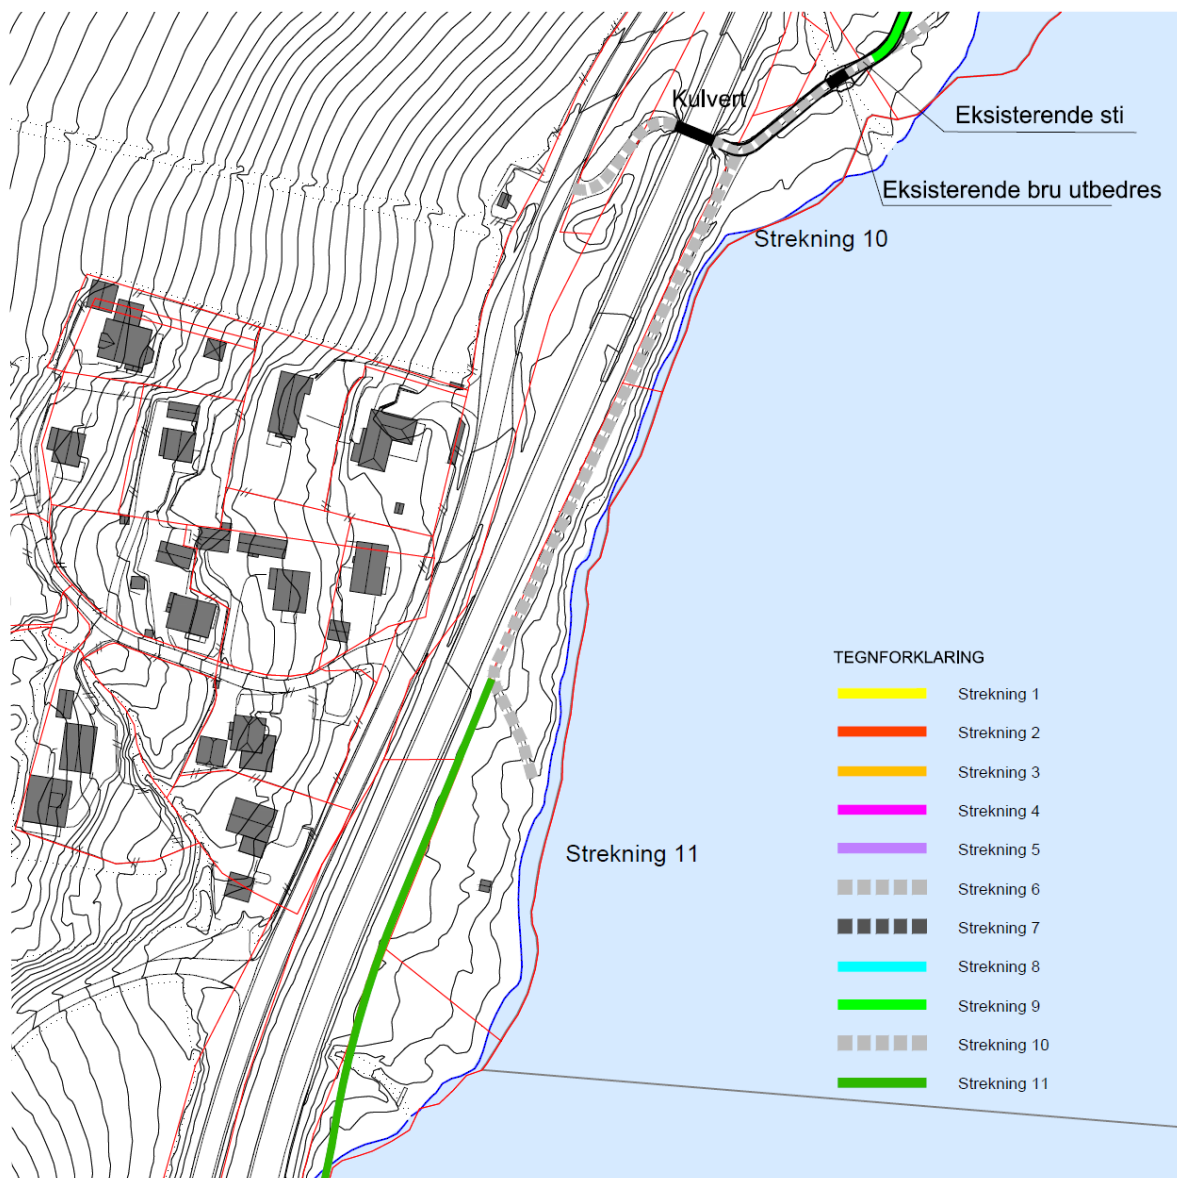 Kulvert
Eksisterende sti
Eksisterende bru utbedres
Strekning 10
Strekning 11
TEGNFORKLARING
Strekning 1
Strekning 2
Strekning 3
Strekning 4
Strekning 5
Strekning 6
Strekning 7
Strekning 8
Strekning 9
Strekning 10
Strekning 11